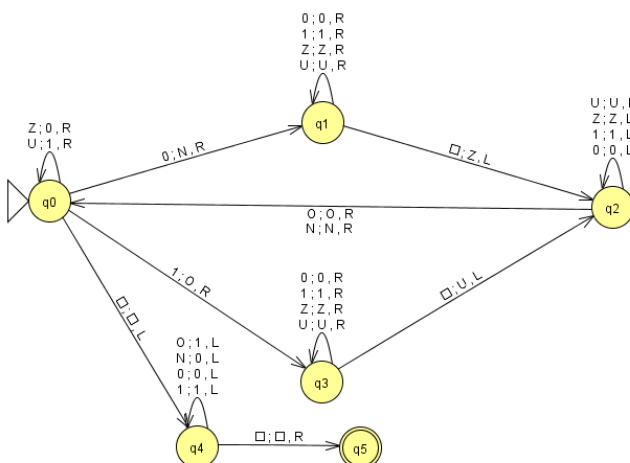 0;0,R
1;1,R
Z;Z,R
U;U,R
q1
U;U,L
Z;Z,L
1;1,L
0;0,L
q2
Z;0,R
U;1,R
q0
0;N,R
□;Z,L
O;O,R
N;N,R
1;O,R
0;0,R
1;1,R
Z;Z,R
U;U,R
q3
□;U,L
□;□,L
O;1,L
N;0,L
0;0,L
1;1,L
q4
□;□,R
q5